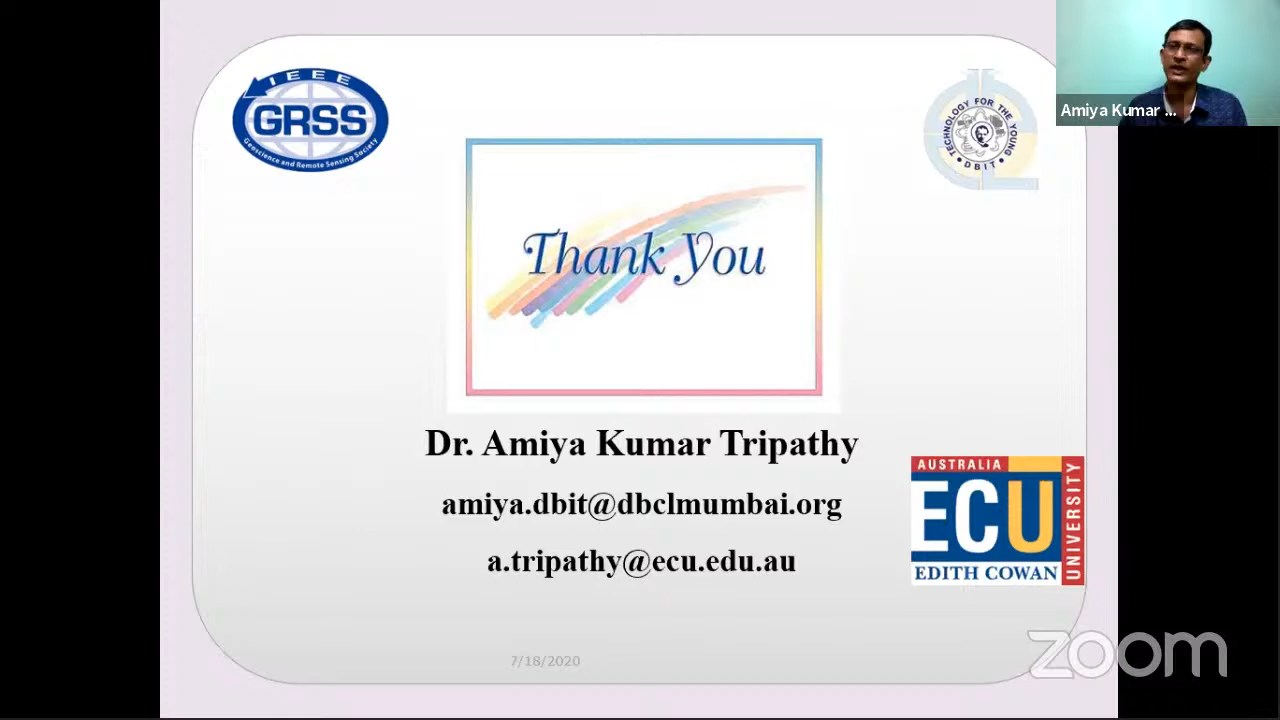 IEEE
GRSS
Geoscience and Remote Sensing Society
TECHNOLOGY FOR THE YOUNG
• DBIT •
Amiya Kumar ...
Thank You
Dr. Amiya Kumar Tripathy
amiya.dbit@dbclmumbai.org
a.tripathy@ecu.edu.au
AUSTRALIA
ECU
EDITH COWAN
UNIVERSITY
7/18/2020
zoom